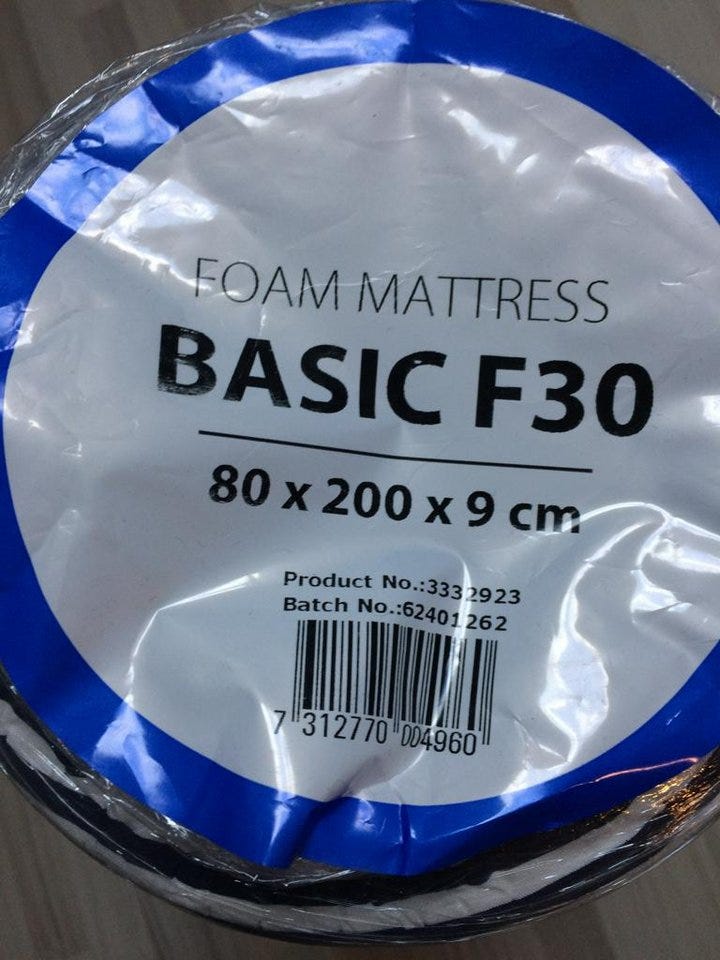 FOAM MATTRESS
BASIC F30
80 x 200 x 9 cm
Product No.:3332923
Batch No.:62401262
7 312770 004960